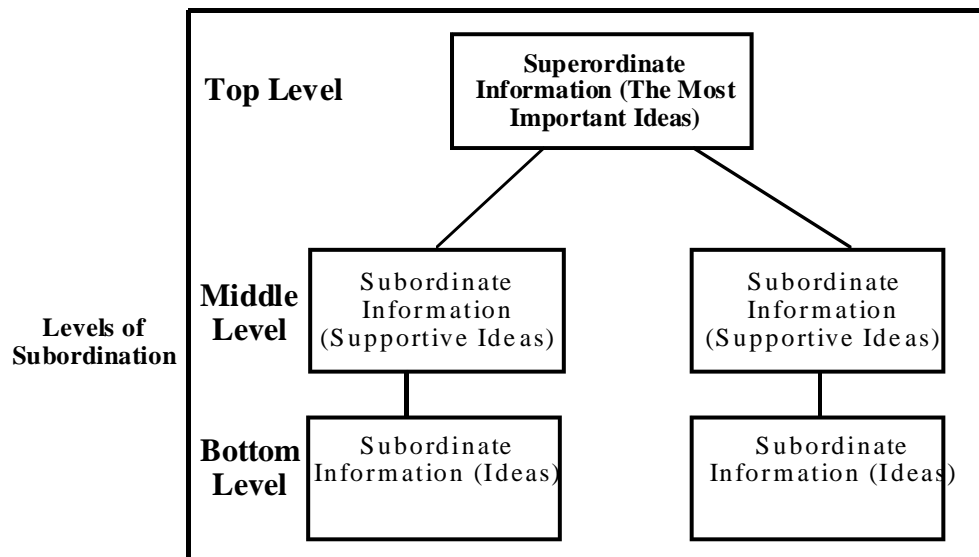 Top Level
Superordinate
Information (The Most
Important Ideas)
Levels of
Subordination
Middle
Level
Subordinate
Information
(Supportive Ideas)
Subordinate
Information
(Supportive Ideas)
Bottom
Level
Subordinate
Information (Ideas)
Subordinate
Information (Ideas)